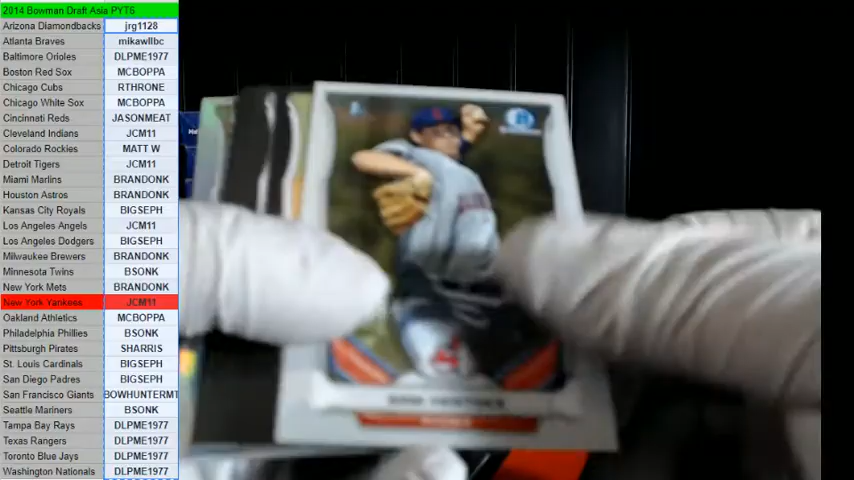 2014 Bowman Draft Asia PYT5
Arizona Diamondbacks jrg1128
Atlanta Braves mikawllbc
Baltimore Orioles DLPME1977
Boston Red Sox MCBOPPA
Chicago Cubs RTHRONE
Chicago White Sox MCBOPPA
Cincinnati Reds JASONMEAT
Cleveland Indians JCM11
Colorado Rockies MATT W
Detroit Tigers JCM11
Miami Marlins BRANDONK
Houston Astros BRANDONK
Kansas City Royals BIGSEPH
Los Angeles Angels JCM11
Los Angeles Dodgers BIGSEPH
Milwaukee Brewers BRANDONK
Minnesota Twins BSONK
New York Mets BRANDONK
New York Yankees JCM11
Oakland Athletics MCBOPPA
Philadelphia Phillies BSONK
Pittsburgh Pirates SHARRIS
St. Louis Cardinals BIGSEPH
San Diego Padres BIGSEPH
San Francisco Giants BOWHUNTERMT
Seattle Mariners BSONK
Tampa Bay Rays DLPME1977
Texas Rangers DLPME1977
Toronto Blue Jays DLPME1977
Washington Nationals DLPME1977